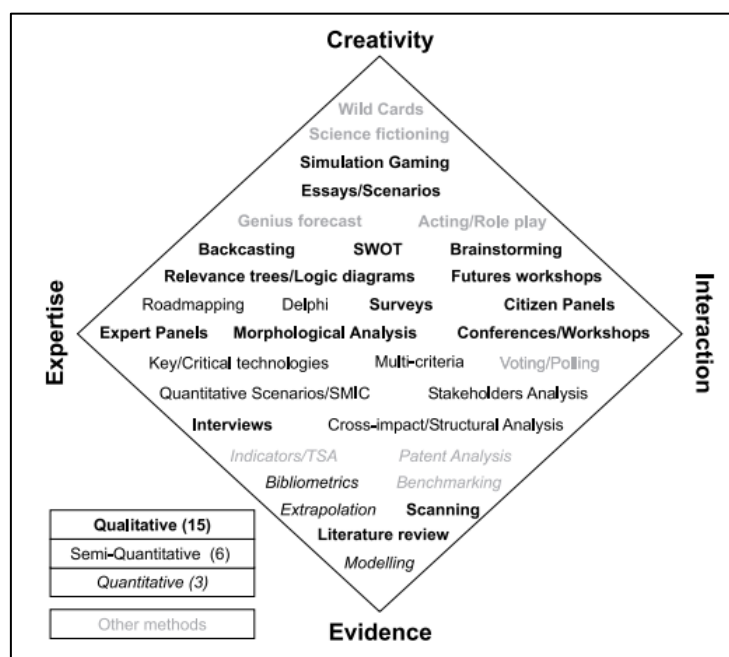 Creativity
Wild Cards
Science fictioning
Simulation Gaming
Essays/Scenarios
Genius forecast Acting/Role play
Backcasting SWOT Brainstorming
Relevance trees/Logic diagrams Futures workshops
Roadmapping Delphi Surveys Citizen Panels
Expert Panels Morphological Analysis Conferences/Workshops
Key/Critical technologies Multi-criteria Voting/Polling
Quantitative Scenarios/SMIC Stakeholders Analysis
Interviews Cross-impact/Structural Analysis
Indicators/TSA Patent Analysis
Bibliometrics Benchmarking
Extrapolation Scanning
Literature review
Modelling
Evidence
Expertise
Interaction
Qualitative (15)
Semi-Quantitative (6)
Quantitative (3)
Other methods